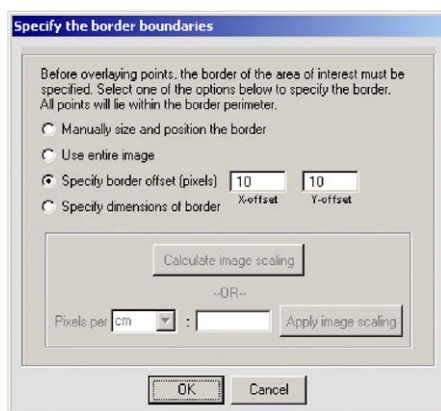 Specify the border boundaries
Before overlaying points, the border of the area of interest must be
specified. Select one of the options below to specify the border.
All points will lie within the border perimeter.
Manually size and position the border
Use entire image
Specify border offset (pixels) 10 10
X-offset Y-offset
Specify dimensions of border
Calculate image scaling
--OR--
Pixels per cm : Apply image scaling
OK Cancel